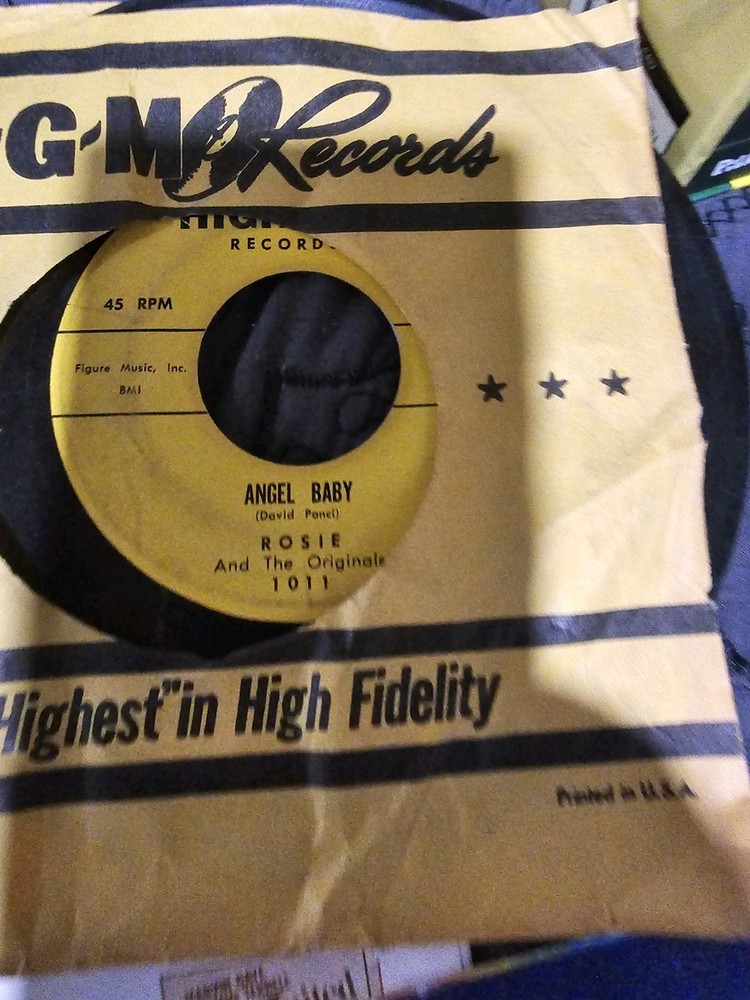 -G-M Records
HIGH
RECORDS
45 RPM
Figure Music, Inc.
BMI
ANGEL BABY
(David Ponci)
ROSIE
And The Originals
1011
Highest" in High Fidelity
Printed in U.S.A.